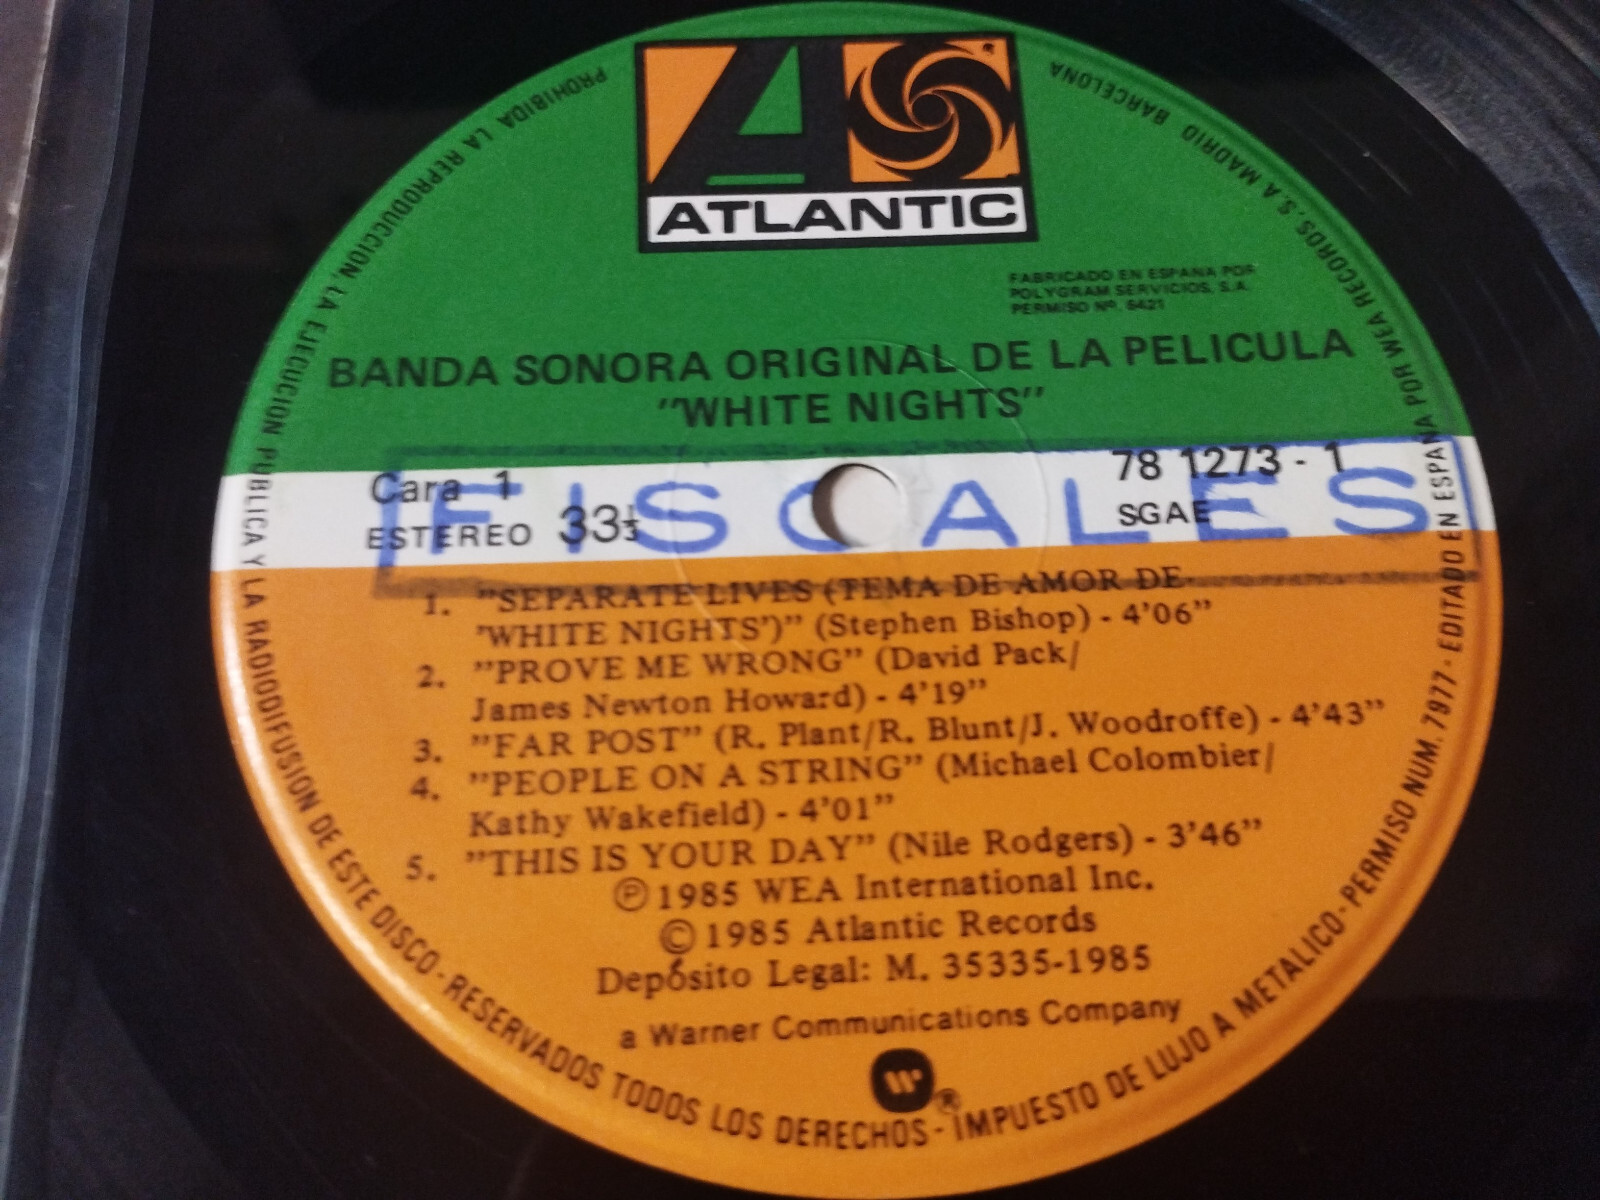 ATLANTIC
FABRICADO EN ESPAÑA POR
POLYGRAM SERVICIOS, S.A.
PERMISO Nº. 6421
BANDA SONORA ORIGINAL DE LA PELICULA
"WHITE NIGHTS"
Cara 1
78 1273 - 1
ESTEREO 33⅓
SGAE
FISCALES
1. "SEPARATE LIVES (TEMA DE AMOR DE
'WHITE NIGHTS')" (Stephen Bishop) - 4'06"
2. "PROVE ME WRONG" (David Pack/
James Newton Howard) - 4'19"
3. "FAR POST" (R. Plant/R. Blunt/J. Woodroffe) - 4'43"
4. "PEOPLE ON A STRING" (Michael Colombier/
Kathy Wakefield) - 4'01"
5. "THIS IS YOUR DAY" (Nile Rodgers) - 3'46"
℗ 1985 WEA International Inc.
© 1985 Atlantic Records
Depósito Legal: M. 35335-1985
a Warner Communications Company
PROHIBIDA LA REPRODUCCION, LA EJECUCION PUBLICA Y LA RADIODIFUSION DE ESTE DISCO - RESERVADOS TODOS LOS DERECHOS - IMPUESTO DE LUJO A METALICO - PERMISO NUM. 7977 - EDITADO EN ESPAÑA POR WEA RECORDS, S.A. MADRID BARCELONA